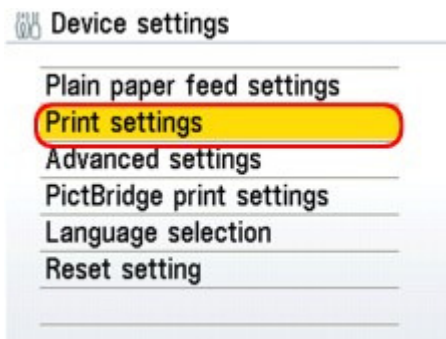 Device settings
Plain paper feed settings
Print settings
Advanced settings
PictBridge print settings
Language selection
Reset setting